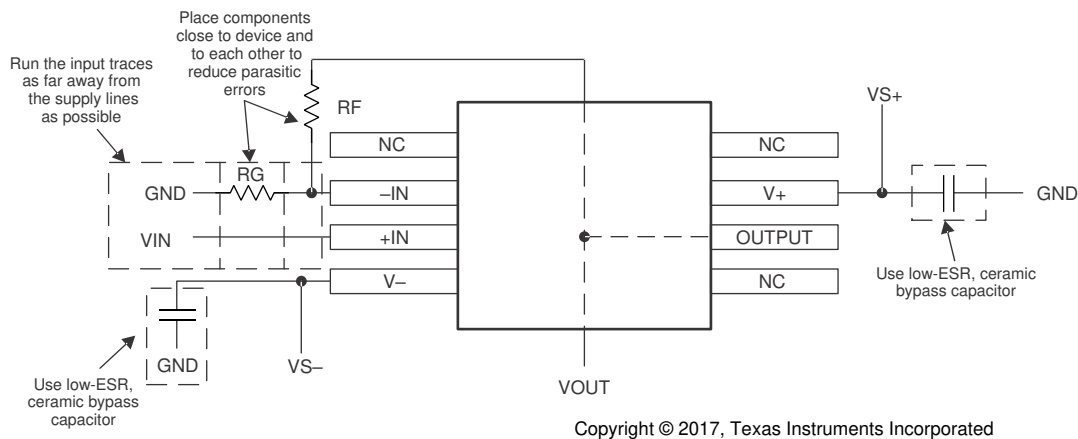 Place components
close to device and
to each other to
reduce parasitic
errors
Run the input traces
as far away from
the supply lines
as possible
RF
VS+
NC
NC
RG
GND
–IN
V+
GND
VIN
+IN
OUTPUT
V–
NC
Use low-ESR, ceramic
bypass capacitor
GND
VS–
VOUT
Use low-ESR,
ceramic bypass
capacitor
Copyright © 2017, Texas Instruments Incorporated